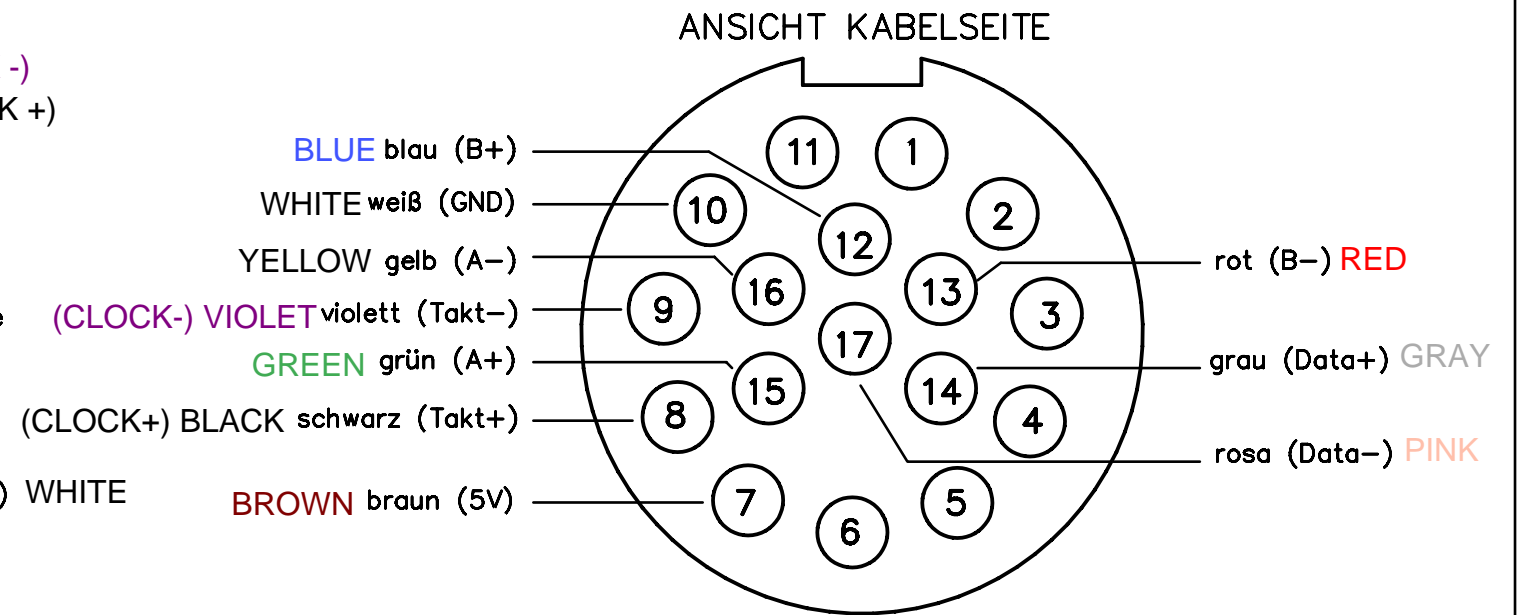 ANSICHT KABELSEITE
-)
K +)
BLUE blau (B+)
WHITE weiß (GND)
YELLOW gelb (A-)
(CLOCK-) VIOLET violett (Takt-)
GREEN grün (A+)
(CLOCK+) BLACK schwarz (Takt+)
) WHITE
BROWN braun (5V)
11 1
10 2
12
16 13
9 3
17
15 14
8 4
7 5
6
rot (B-) RED
grau (Data+) GRAY
rosa (Data-) PINK